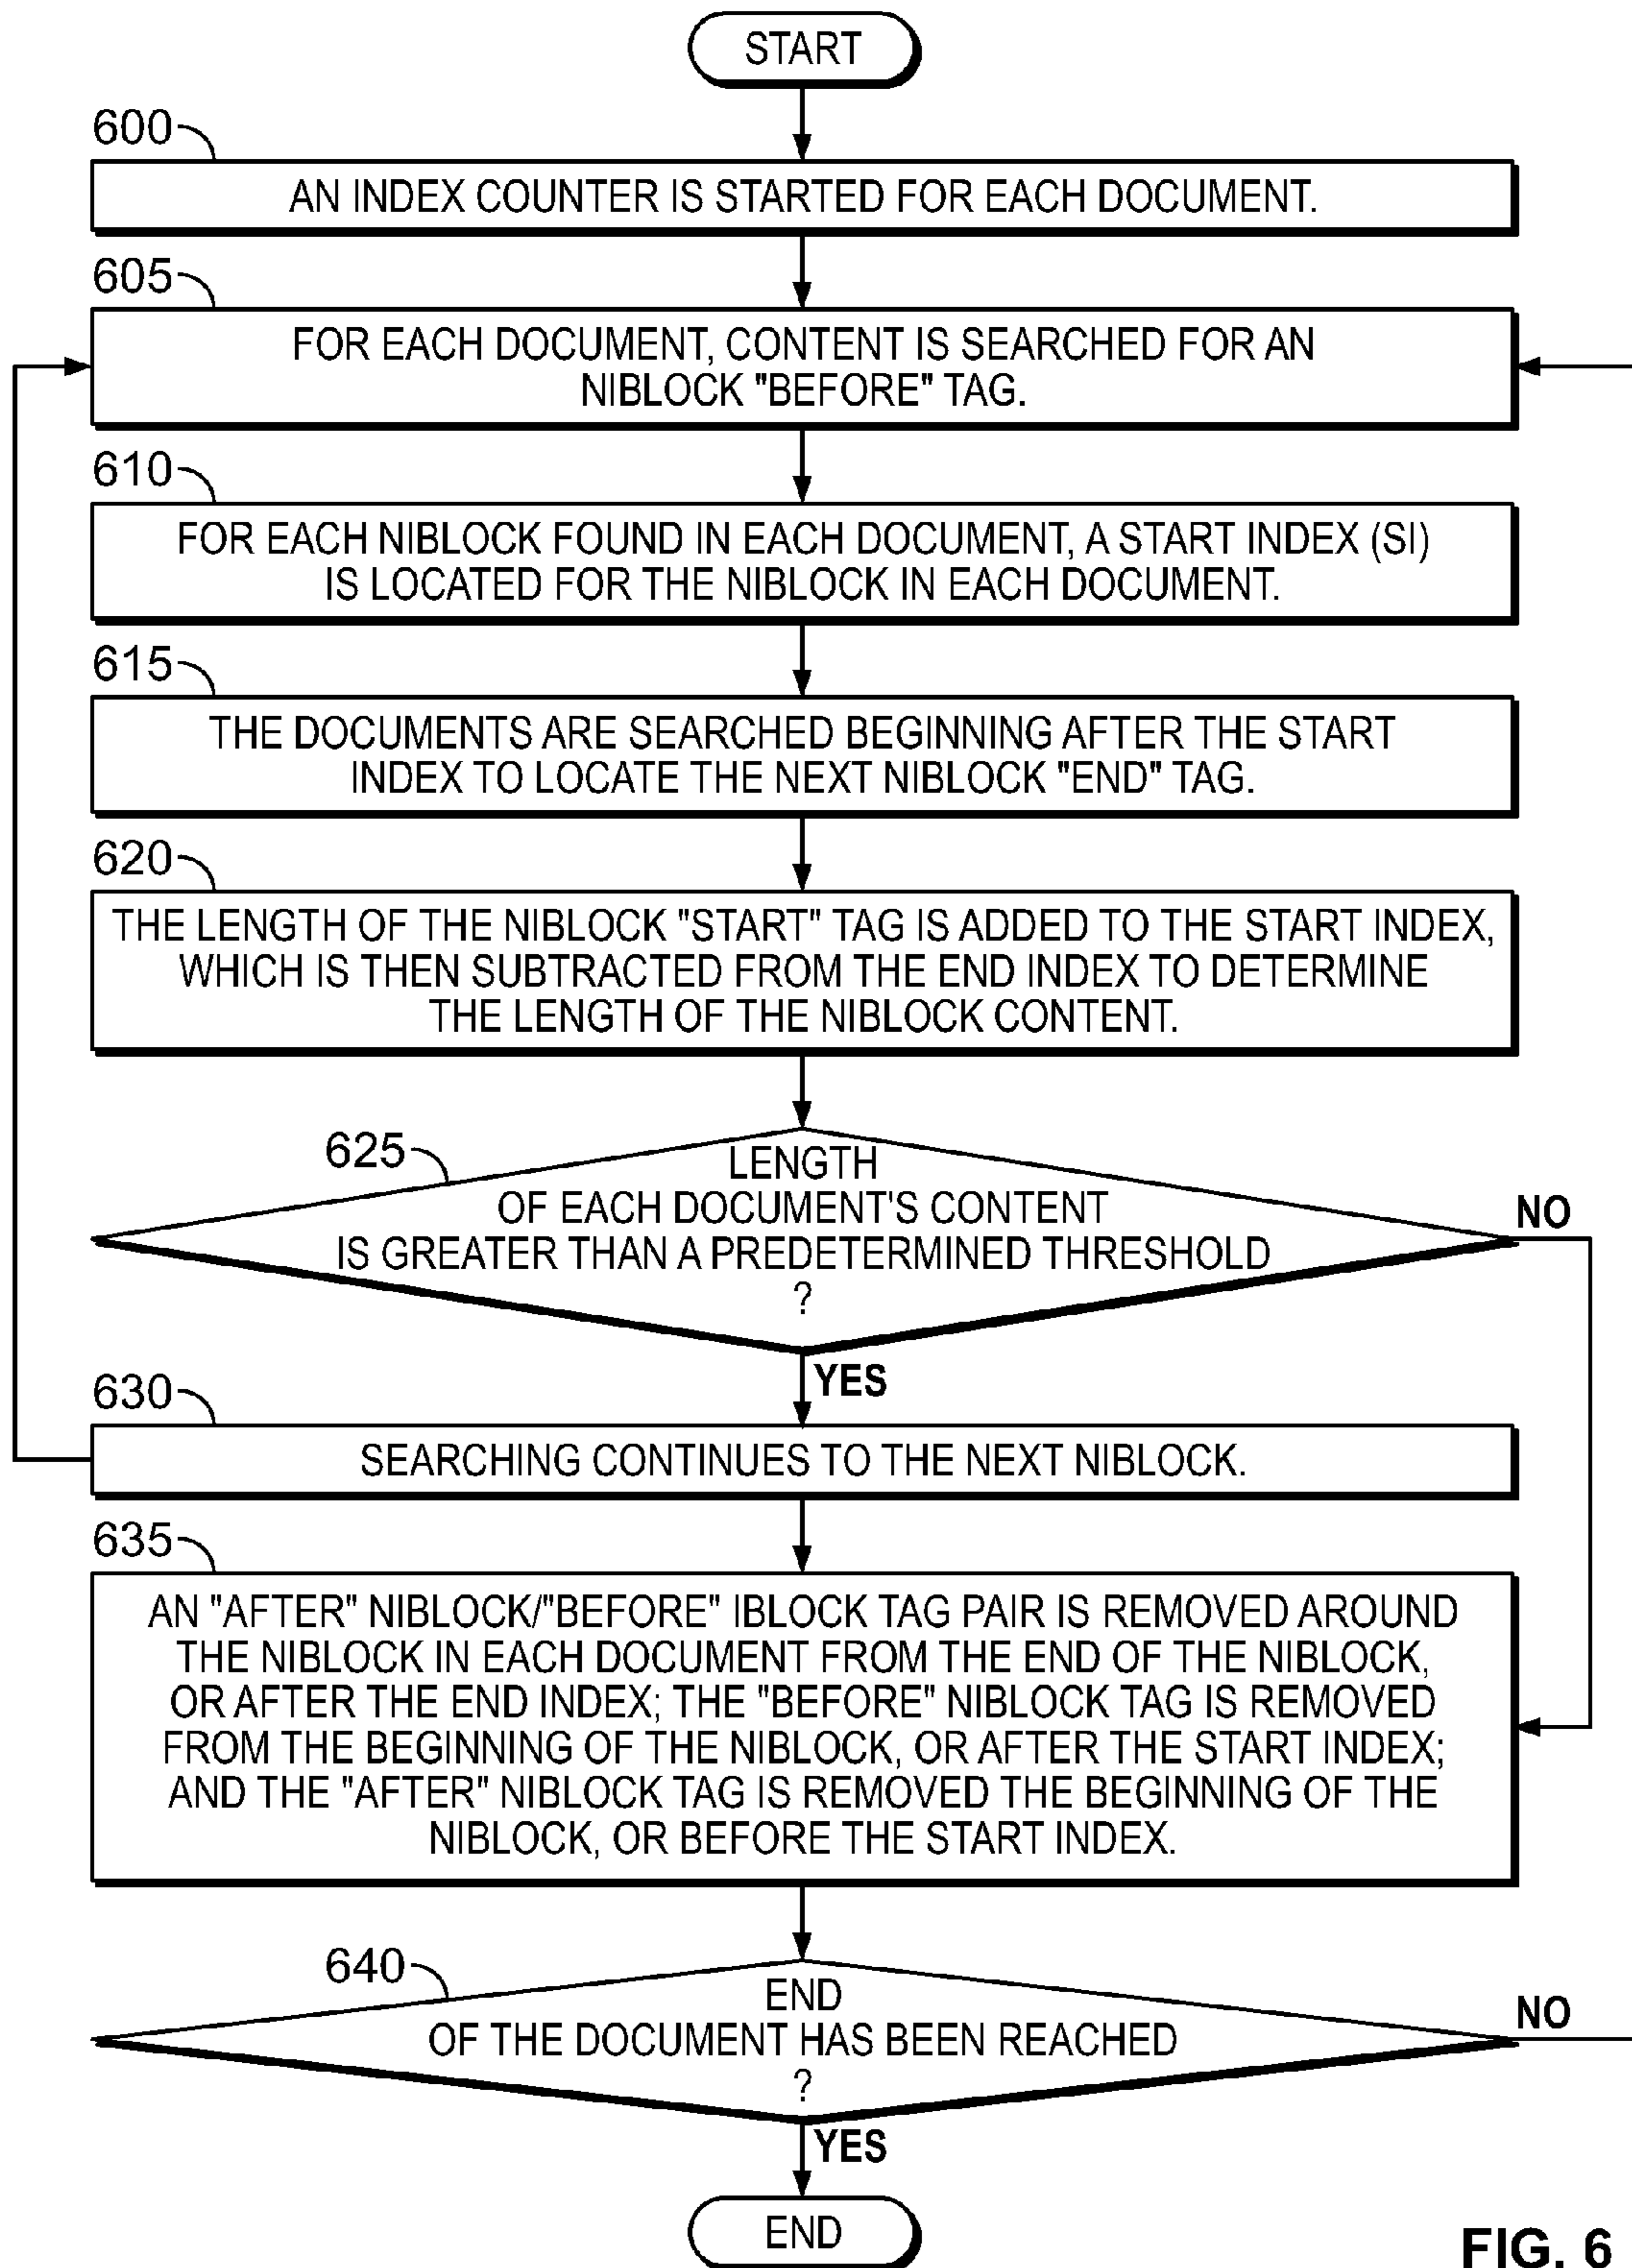 START
600
AN INDEX COUNTER IS STARTED FOR EACH DOCUMENT.
605
FOR EACH DOCUMENT, CONTENT IS SEARCHED FOR AN
NIBLOCK "BEFORE" TAG.
610
FOR EACH NIBLOCK FOUND IN EACH DOCUMENT, A START INDEX (SI)
IS LOCATED FOR THE NIBLOCK IN EACH DOCUMENT.
615
THE DOCUMENTS ARE SEARCHED BEGINNING AFTER THE START
INDEX TO LOCATE THE NEXT NIBLOCK "END" TAG.
620
THE LENGTH OF THE NIBLOCK "START" TAG IS ADDED TO THE START INDEX,
WHICH IS THEN SUBTRACTED FROM THE END INDEX TO DETERMINE
THE LENGTH OF THE NIBLOCK CONTENT.
625
LENGTH
OF EACH DOCUMENT'S CONTENT
IS GREATER THAN A PREDETERMINED THRESHOLD
?
NO
YES
630
SEARCHING CONTINUES TO THE NEXT NIBLOCK.
635
AN "AFTER" NIBLOCK/"BEFORE" IBLOCK TAG PAIR IS REMOVED AROUND
THE NIBLOCK IN EACH DOCUMENT FROM THE END OF THE NIBLOCK,
OR AFTER THE END INDEX; THE "BEFORE" NIBLOCK TAG IS REMOVED
FROM THE BEGINNING OF THE NIBLOCK, OR AFTER THE START INDEX;
AND THE "AFTER" NIBLOCK TAG IS REMOVED THE BEGINNING OF THE
NIBLOCK, OR BEFORE THE START INDEX.
640
END
OF THE DOCUMENT HAS BEEN REACHED
?
NO
YES
END
FIG. 6